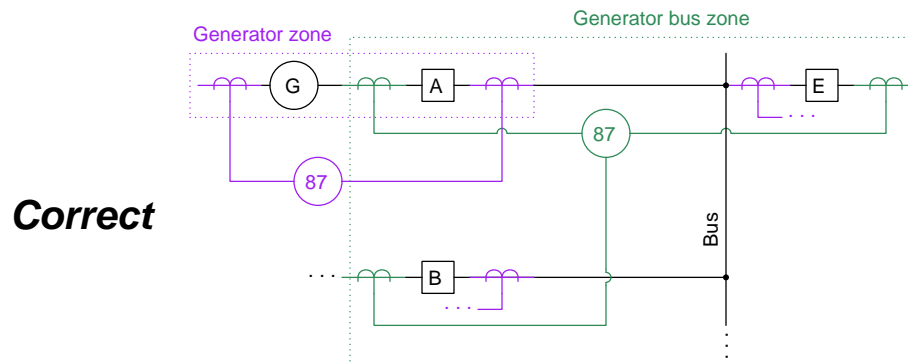 Generator bus zone
Generator zone
G
A
E
87
87
Correct
Bus
B